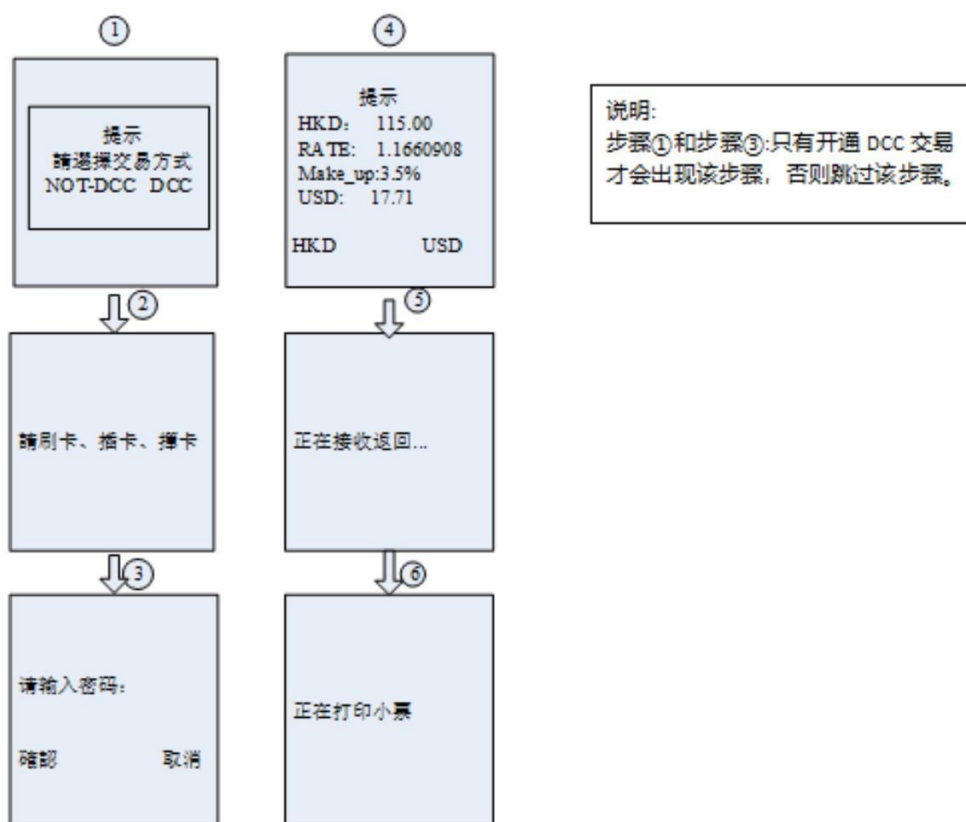 ①
提示
請選擇交易方式
NOT-DCC DCC
②
請刷卡、插卡、揮卡
③
请输入密码：
確認 取消
④
提示
HKD： 115.00
RATE: 1.1660908
Make_up:3.5%
USD: 17.71
HKD USD
⑤
正在接收返回...
⑥
正在打印小票
说明:
步骤①和步骤③:只有开通 DCC 交易
才会出现该步骤，否则跳过该步骤。